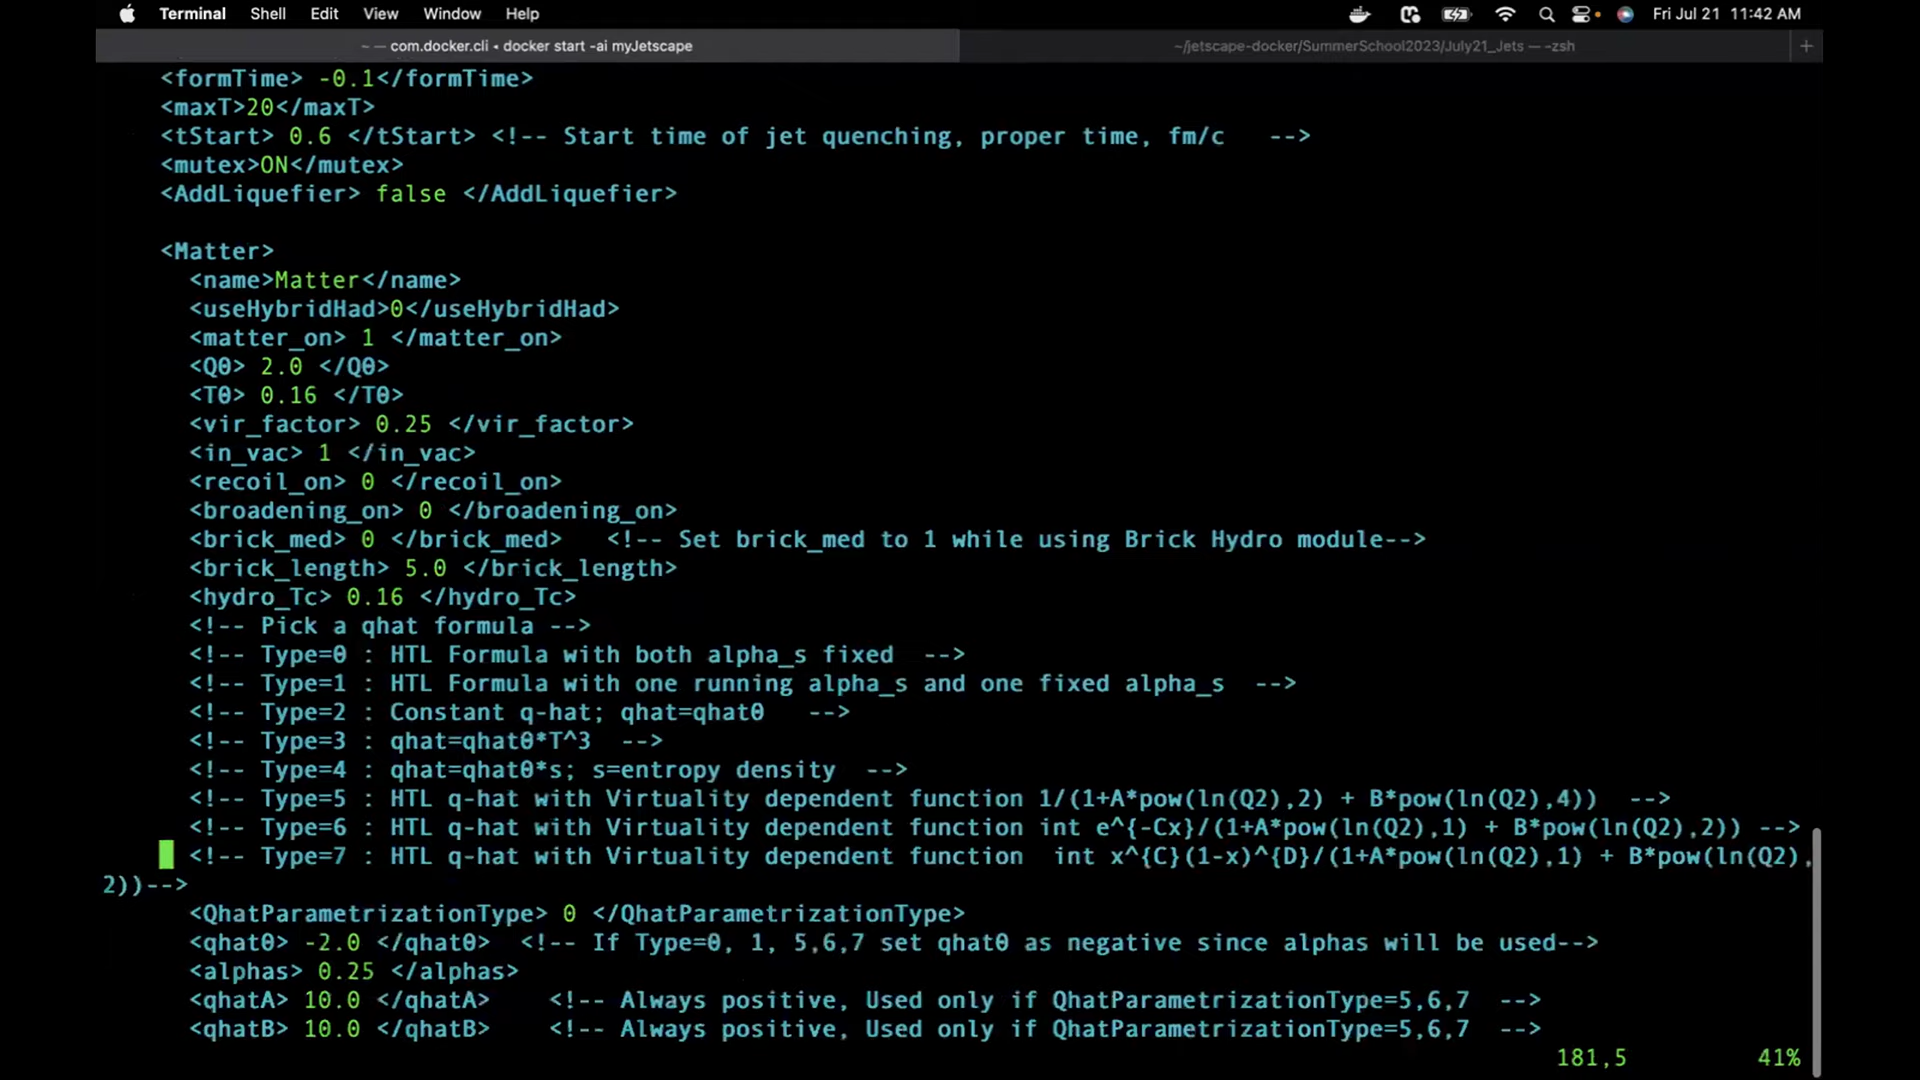 Terminal Shell Edit View Window Help Fri Jul 21 11:42 AM
~ — com.docker.cli ◂ docker start -ai myJetscape ~/jetscape-docker/SummerSchool2023/July21_Jets — -zsh +
<formTime> -0.1</formTime>
<maxT>20</maxT>
<tStart> 0.6 </tStart> <!-- Start time of jet quenching, proper time, fm/c -->
<mutex>ON</mutex>
<AddLiquefier> false </AddLiquefier>
<Matter>
<name>Matter</name>
<useHybridHad>0</useHybridHad>
<matter_on> 1 </matter_on>
<Q0> 2.0 </Q0>
<T0> 0.16 </T0>
<vir_factor> 0.25 </vir_factor>
<in_vac> 1 </in_vac>
<recoil_on> 0 </recoil_on>
<broadening_on> 0 </broadening_on>
<brick_med> 0 </brick_med> <!-- Set brick_med to 1 while using Brick Hydro module-->
<brick_length> 5.0 </brick_length>
<hydro_Tc> 0.16 </hydro_Tc>
<!-- Pick a qhat formula -->
<!-- Type=0 : HTL Formula with both alpha_s fixed -->
<!-- Type=1 : HTL Formula with one running alpha_s and one fixed alpha_s -->
<!-- Type=2 : Constant q-hat; qhat=qhat0 -->
<!-- Type=3 : qhat=qhat0*T^3 -->
<!-- Type=4 : qhat=qhat0*s; s=entropy density -->
<!-- Type=5 : HTL q-hat with Virtuality dependent function 1/(1+A*pow(ln(Q2),2) + B*pow(ln(Q2),4)) -->
<!-- Type=6 : HTL q-hat with Virtuality dependent function int e^{-Cx}/(1+A*pow(ln(Q2),1) + B*pow(ln(Q2),2)) -->
<!-- Type=7 : HTL q-hat with Virtuality dependent function int x^{C}(1-x)^{D}/(1+A*pow(ln(Q2),1) + B*pow(ln(Q2),
2))-->
<QhatParametrizationType> 0 </QhatParametrizationType>
<qhat0> -2.0 </qhat0> <!-- If Type=0, 1, 5,6,7 set qhat0 as negative since alphas will be used-->
<alphas> 0.25 </alphas>
<qhatA> 10.0 </qhatA> <!-- Always positive, Used only if QhatParametrizationType=5,6,7 -->
<qhatB> 10.0 </qhatB> <!-- Always positive, Used only if QhatParametrizationType=5,6,7 -->
181,5 41%